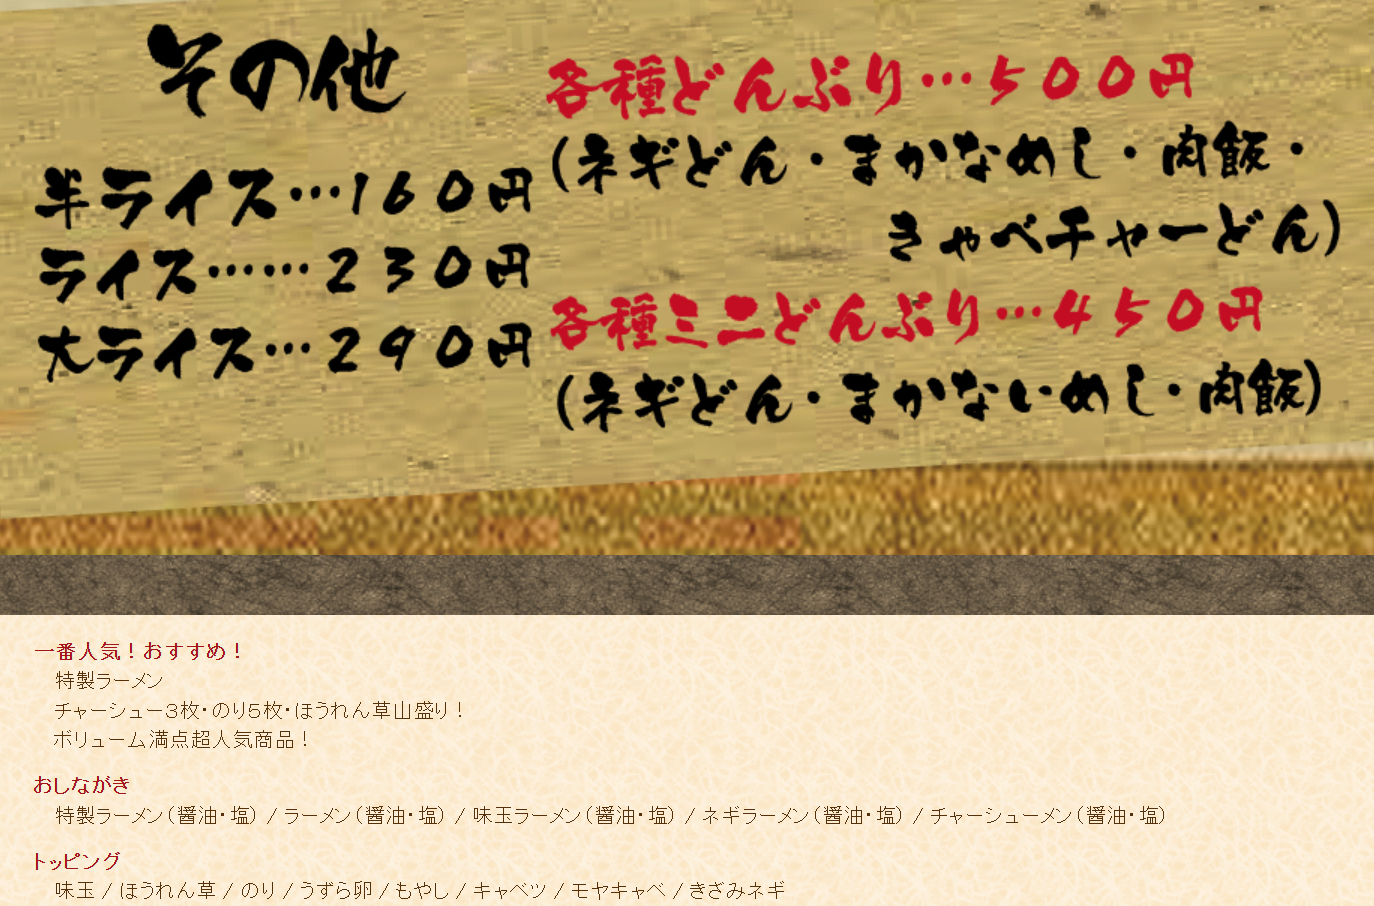 その他
半ライス…160円
ライス……230円
大ライス…290円
各種どんぶり…500円
(ネギどん・まかなめし・肉飯・
きゃべチャーどん)
各種ミニどんぶり…450円
(ネギどん・まかないめし・肉飯)
一番人気！おすすめ！
特製ラーメン
チャーシュー3枚・のり5枚・ほうれん草山盛り！
ボリューム満点超人気商品！
おしながき
特製ラーメン（醤油・塩） / ラーメン（醤油・塩） / 味玉ラーメン（醤油・塩） / ネギラーメン（醤油・塩） / チャーシューメン（醤油・塩）
トッピング
味玉 / ほうれん草 / のり / うずら卵 / もやし / キャベツ / モヤキャベ / きざみネギ